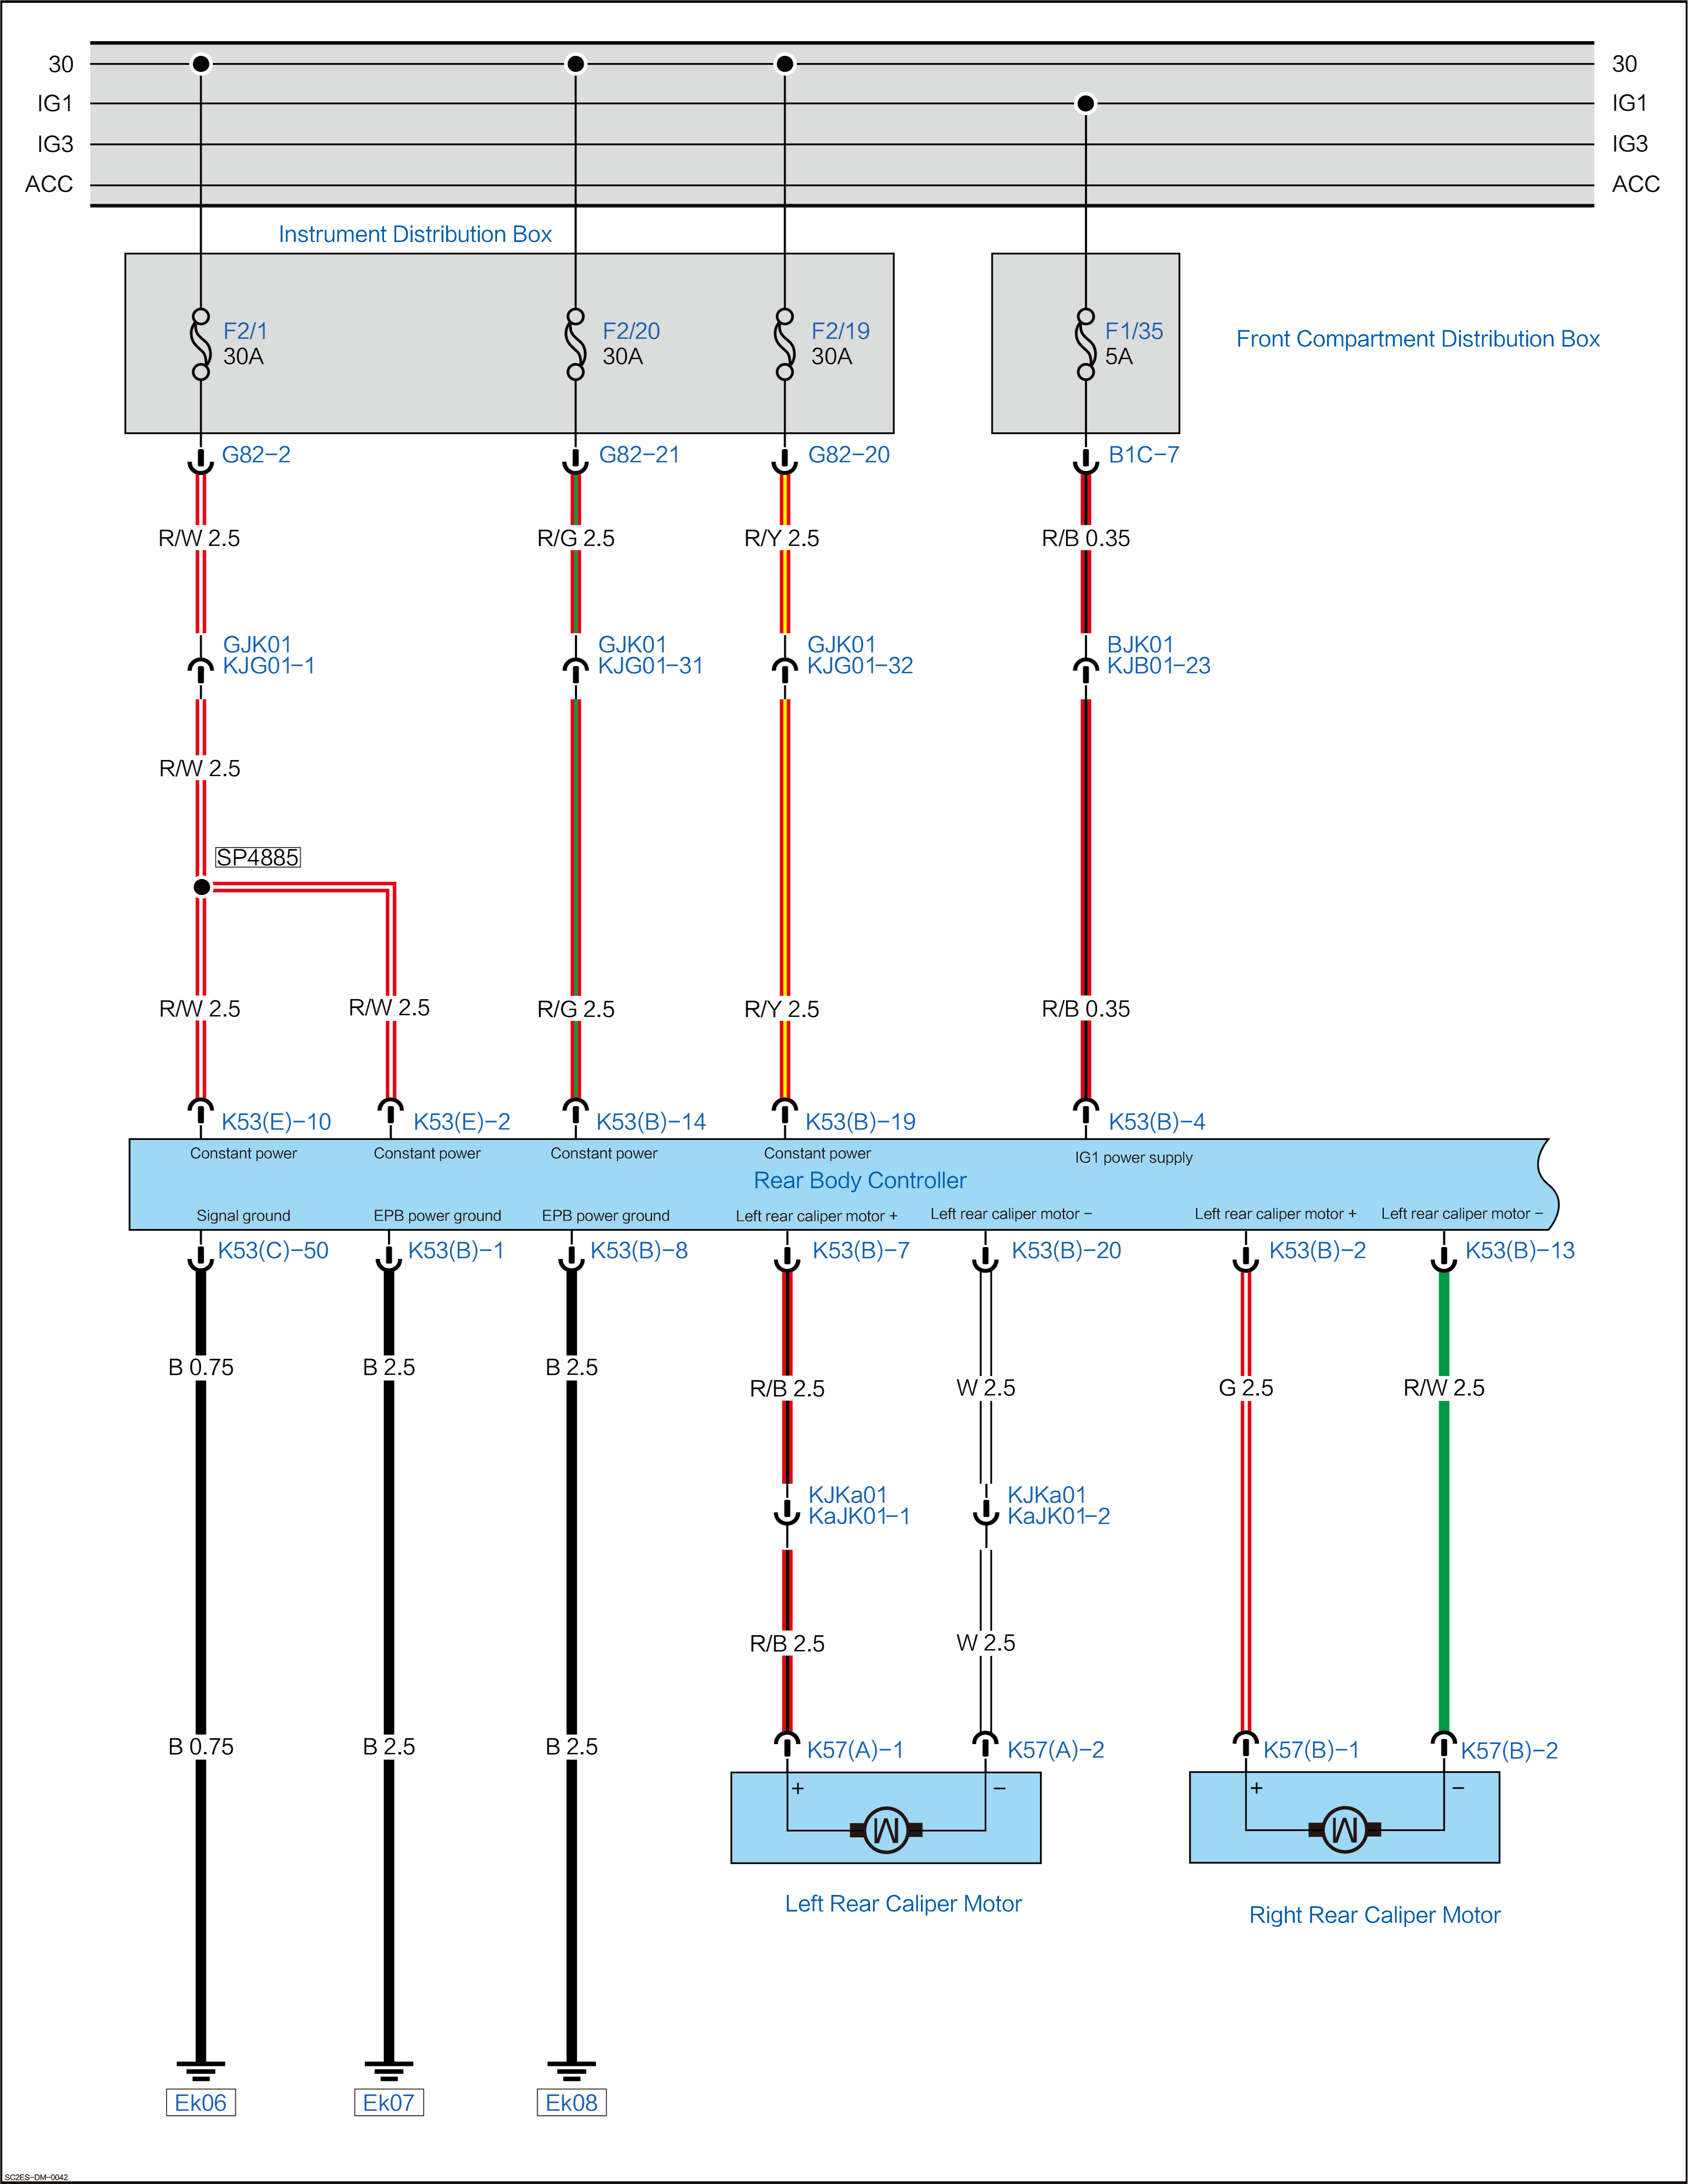 30 30
IG1 IG1
IG3 IG3
ACC ACC
Instrument Distribution Box
F2/1 F2/20 F2/19 F1/35
30A 30A 30A 5A
Front Compartment Distribution Box
G82-2 G82-21 G82-20 B1C-7
R/W 2.5 R/G 2.5 R/Y 2.5 R/B 0.35
GJK01 GJK01 GJK01 BJK01
KJG01-1 KJG01-31 KJG01-32 KJB01-23
R/W 2.5
SP4885
R/W 2.5 R/W 2.5 R/G 2.5 R/Y 2.5 R/B 0.35
K53(E)-10 K53(E)-2 K53(B)-14 K53(B)-19 K53(B)-4
Constant power Constant power Constant power Constant power IG1 power supply
Rear Body Controller
Signal ground EPB power ground EPB power ground Left rear caliper motor + Left rear caliper motor - Left rear caliper motor + Left rear caliper motor -
K53(C)-50 K53(B)-1 K53(B)-8 K53(B)-7 K53(B)-20 K53(B)-2 K53(B)-13
B 0.75 B 2.5 B 2.5 R/B 2.5 W 2.5 G 2.5 R/W 2.5
KJKa01 KJKa01
KaJK01-1 KaJK01-2
R/B 2.5 W 2.5
B 0.75 B 2.5 B 2.5
K57(A)-1 K57(A)-2 K57(B)-1 K57(B)-2
+ - + -
M M
Left Rear Caliper Motor
Right Rear Caliper Motor
Ek06 Ek07 Ek08
SC2ES-DM-0042